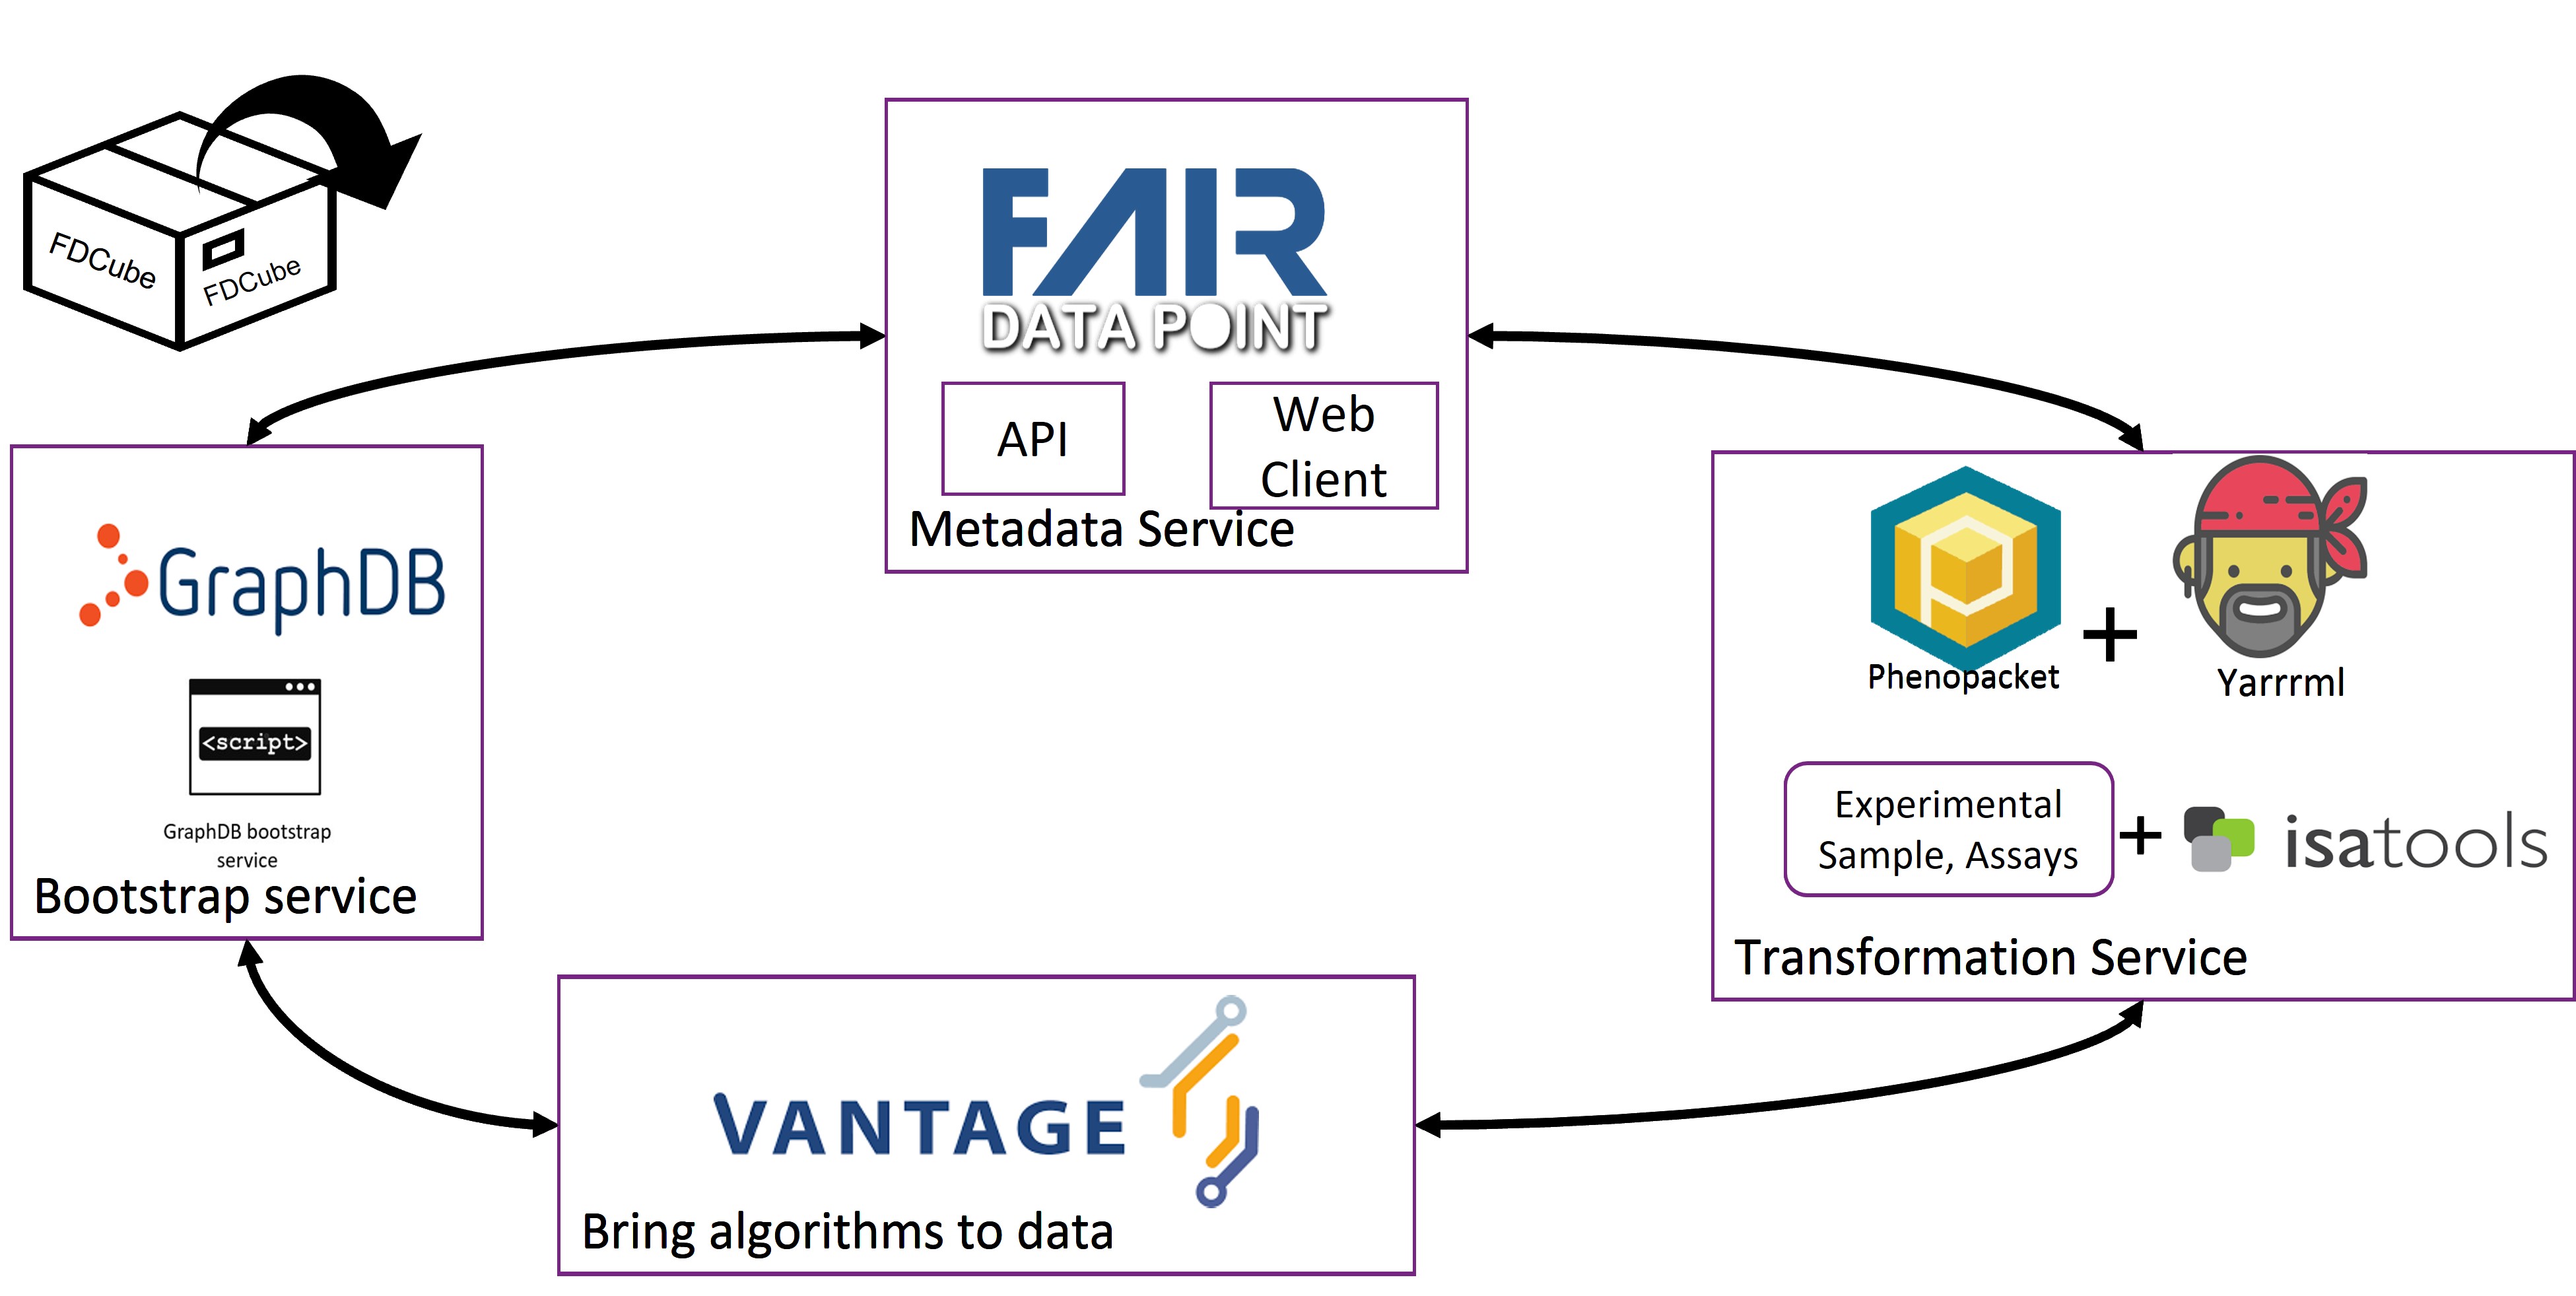 FDCube
FDCube
FAIR
DATA POINT
API
Web
Client
Metadata Service
GraphDB
<script>
GraphDB bootstrap
service
Bootstrap service
Phenopacket
+
Yarrrml
Experimental
Sample, Assays
+
isatools
Transformation Service
VANTAGE
Bring algorithms to data